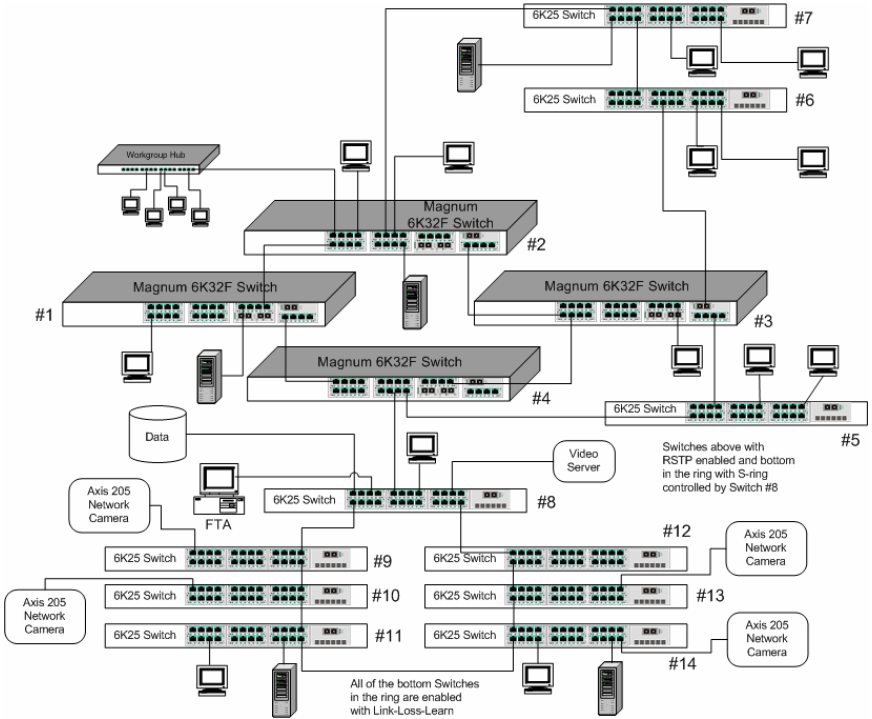 6K25 Switch
#7
6K25 Switch
#6
Workgroup Hub
Magnum
6K32F Switch
#2
Magnum 6K32F Switch
#1
Magnum 6K32F Switch
#3
Magnum 6K32F Switch
#4
6K25 Switch
#5
Data
Switches above with
RSTP enabled and bottom
in the ring with S-ring
controlled by Switch #8
Video
Server
FTA
6K25 Switch
#8
Axis 205
Network
Camera
6K25 Switch
#9
#12
6K25 Switch
Axis 205
Network
Camera
6K25 Switch
#10
6K25 Switch
#13
Axis 205
Network
Camera
6K25 Switch
#11
6K25 Switch
#14
Axis 205
Network
Camera
All of the bottom Switches
in the ring are enabled
with Link-Loss-Learn